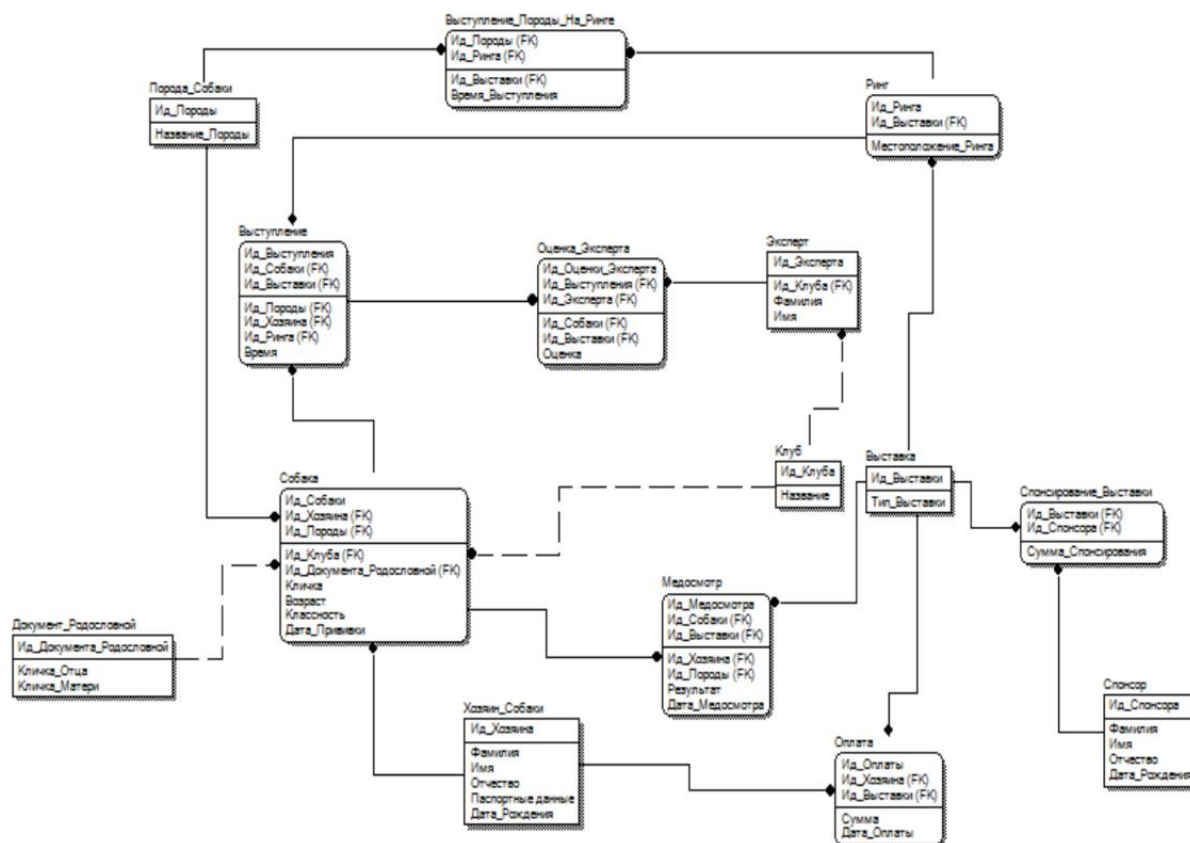 Выступление_Породы_На_Ринге
Ид_Породы (FK)
Ид_Ринга (FK)
Ид_Выставки (FK)
Время_Выступления
Порода_Собаки
Ид_Породы
Название_Породы
Ринг
Ид_Ринга
Ид_Выставки (FK)
Местоположение_Ринга
Выступление
Ид_Выступления
Ид_Собаки (FK)
Ид_Выставки (FK)
Ид_Породы (FK)
Ид_Хозяина (FK)
Ид_Ринга (FK)
Время
Оценка_Эксперта
Ид_Оценки_Эксперта
Ид_Выступления (FK)
Ид_Эксперта (FK)
Ид_Собаки (FK)
Ид_Выставки (FK)
Оценка
Эксперт
Ид_Эксперта
Ид_Клуба (FK)
Фамилия
Имя
Собака
Ид_Собаки
Ид_Хозяина (FK)
Ид_Породы (FK)
Ид_Клуба (FK)
Ид_Документа_Родословной (FK)
Кличка
Возраст
Классность
Дата_Прививки
Клуб
Ид_Клуба
Название
Выставка
Ид_Выставки
Тип_Выставки
Спонсирование_Выставки
Ид_Выставки (FK)
Ид_Спонсора (FK)
Сумма_Спонсирования
Документ_Родословной
Ид_Документа_Родословной
Кличка_Отца
Кличка_Матери
Медосмотр
Ид_Медосмотра
Ид_Собаки (FK)
Ид_Выставки (FK)
Ид_Хозяина (FK)
Ид_Породы (FK)
Результат
Дата_Медосмотра
Хозяин_Собаки
Ид_Хозяина
Фамилия
Имя
Отчество
Паспортные данные
Дата_Рождения
Оплата
Ид_Оплаты
Ид_Хозяина (FK)
Ид_Выставки (FK)
Сумма
Дата_Оплаты
Спонсор
Ид_Спонсора
Фамилия
Имя
Отчество
Дата_Рождения